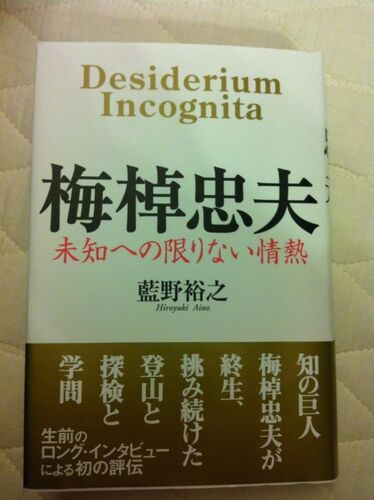 Desiderium
Incognita
梅棹忠夫
未知への限りない情熱
藍野裕之
Hiroyuki Aino
知の巨人
梅棹忠夫が
終生、
挑み続けた
登山と
探検と
学問
生前の
ロング・インタビュー
による初の評伝